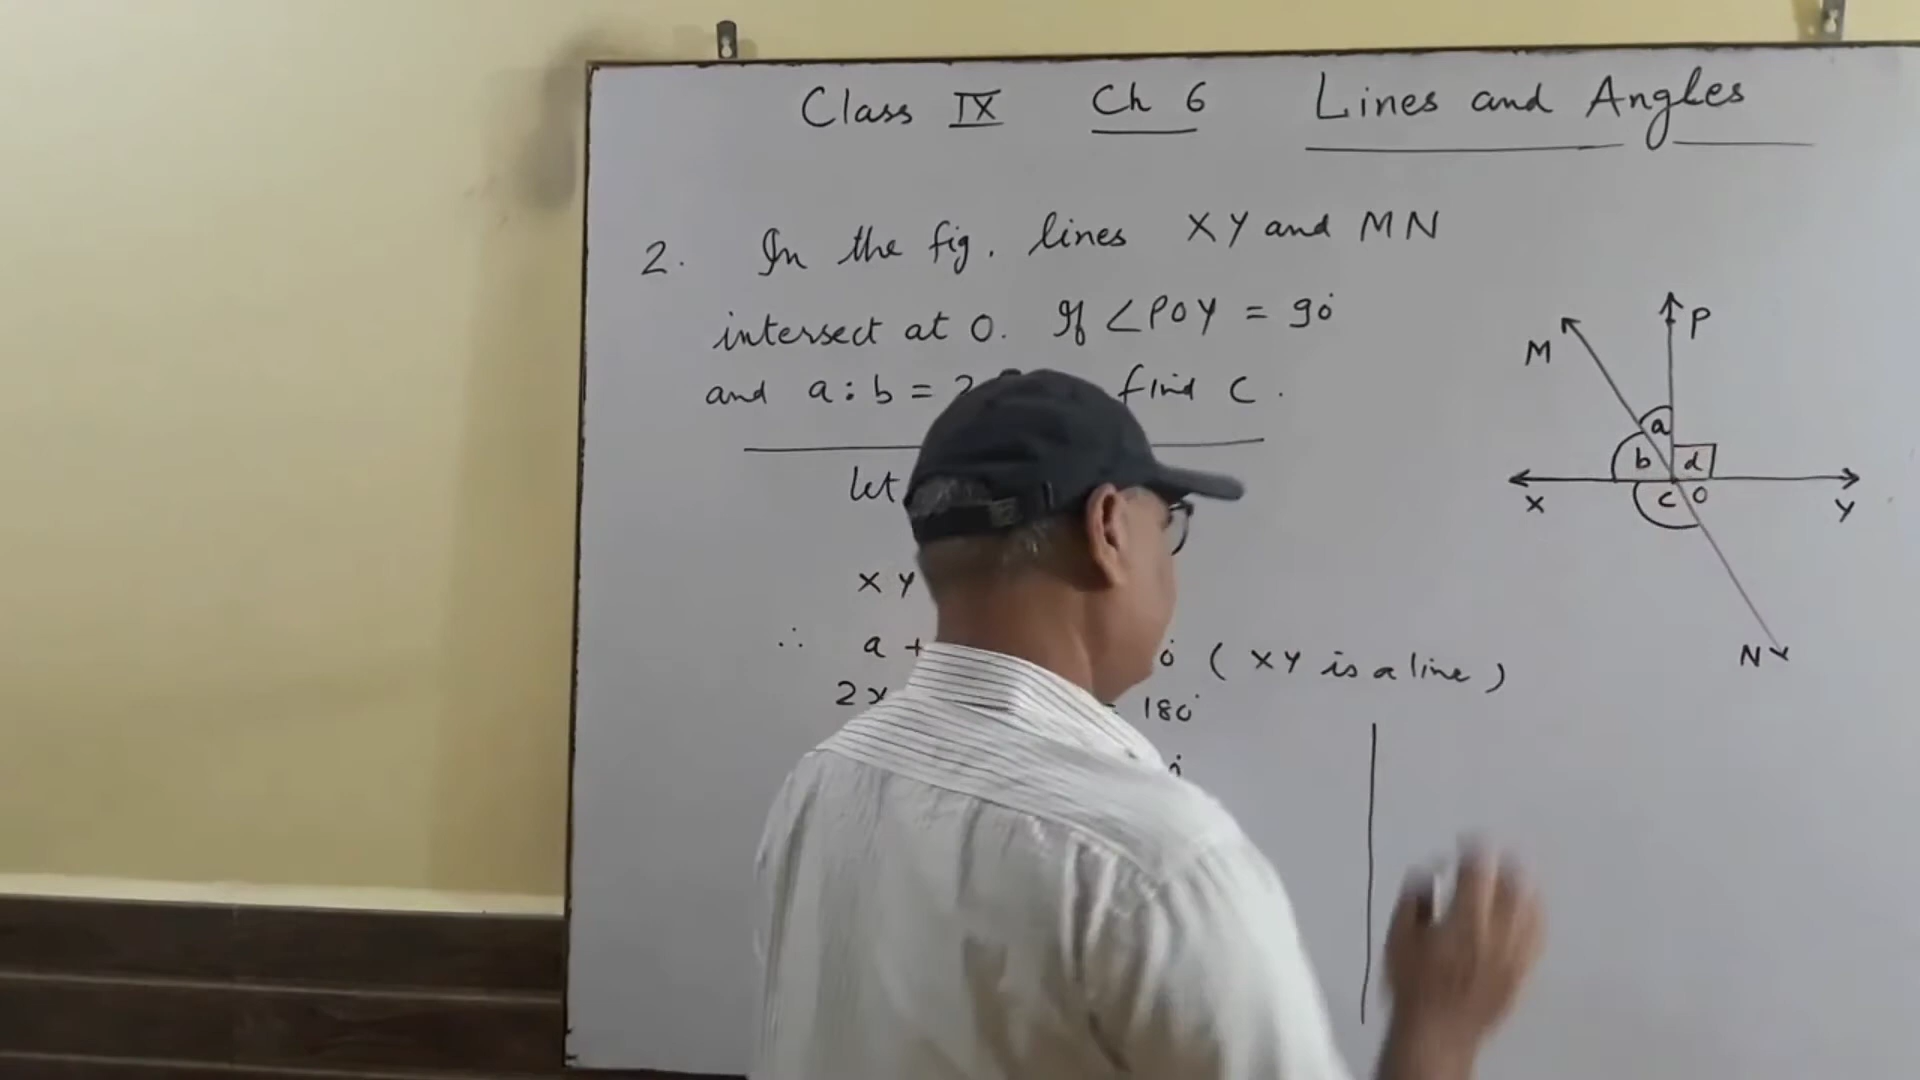 Class IX Ch 6 Lines and Angles
2. In the fig. lines XY and MN
intersect at O. If ∠POY = 90°
and a : b = 2 find c.
let
XY
∴ a + ° (XY is a line)
2x = 180°
P
M
a
b d
X c O Y
N